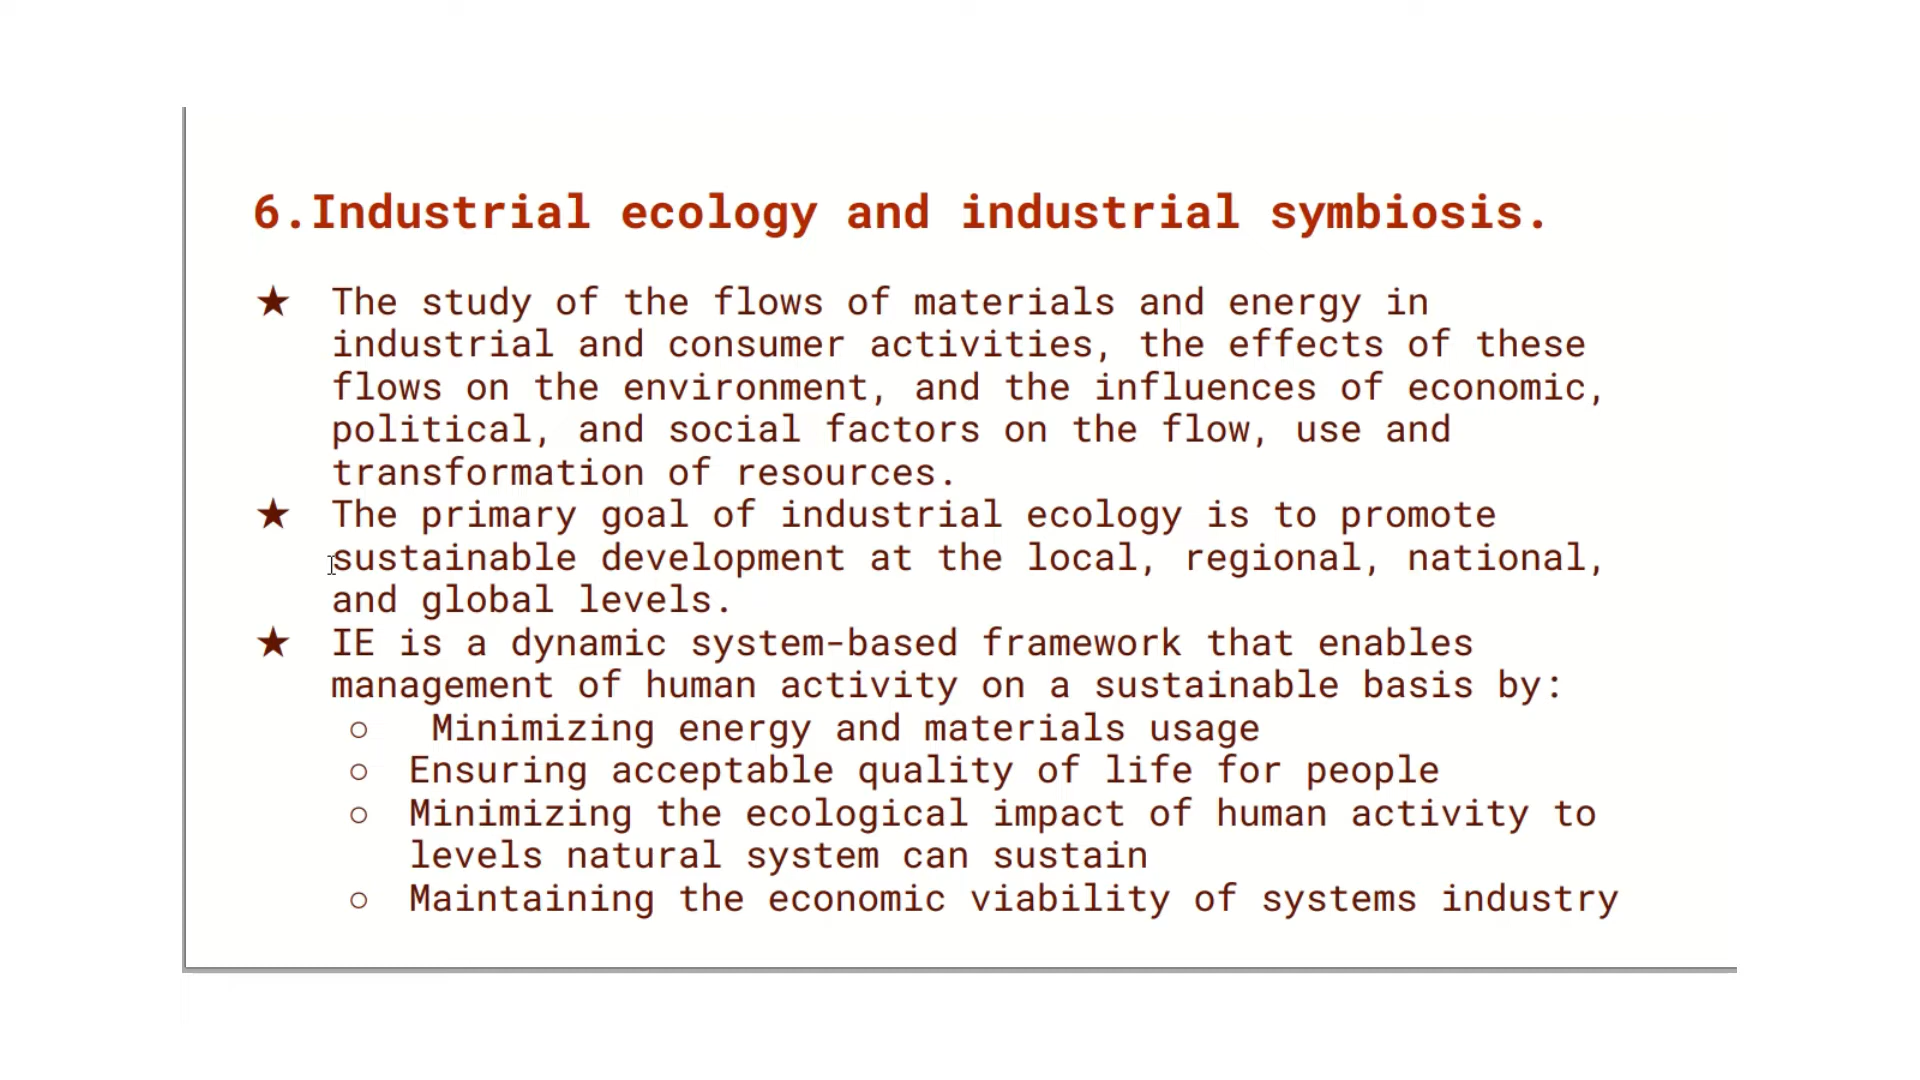 6.Industrial ecology and industrial symbiosis.
★ The study of the flows of materials and energy in
industrial and consumer activities, the effects of these
flows on the environment, and the influences of economic,
political, and social factors on the flow, use and
transformation of resources.
★ The primary goal of industrial ecology is to promote
sustainable development at the local, regional, national,
and global levels.
★ IE is a dynamic system-based framework that enables
management of human activity on a sustainable basis by:
○ Minimizing energy and materials usage
○ Ensuring acceptable quality of life for people
○ Minimizing the ecological impact of human activity to
levels natural system can sustain
○ Maintaining the economic viability of systems industry